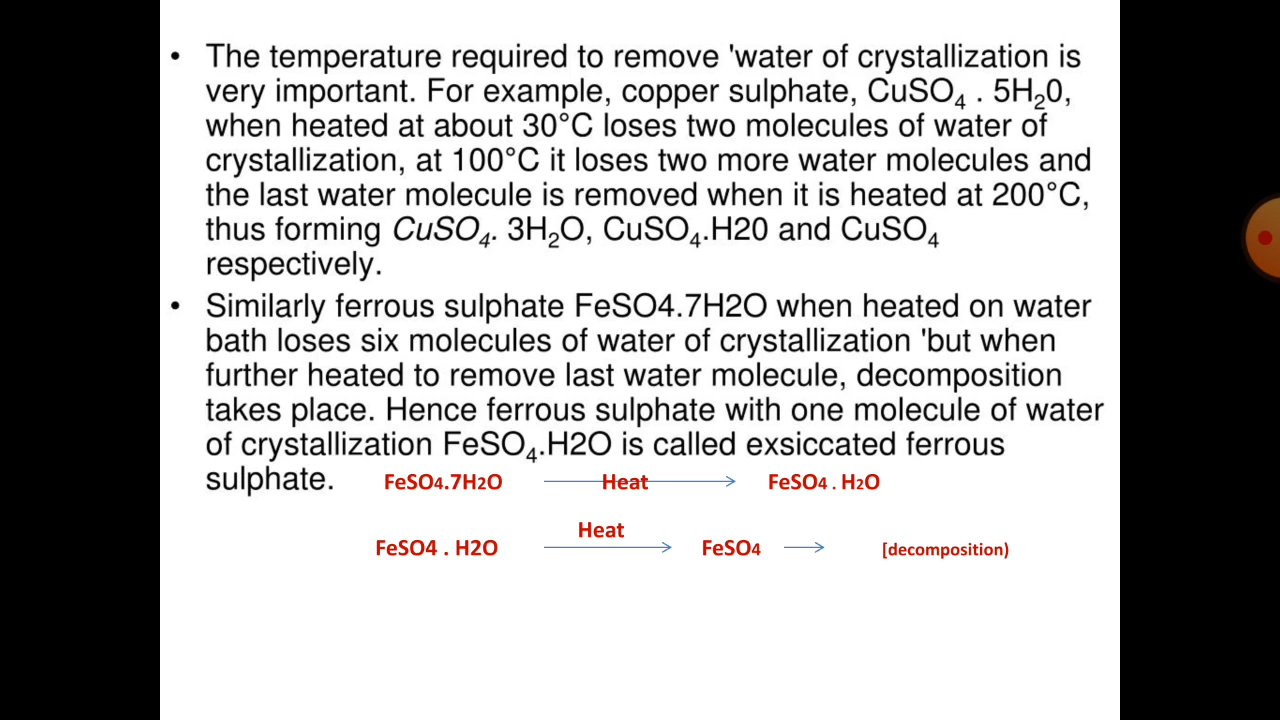 • The temperature required to remove 'water of crystallization is
very important. For example, copper sulphate, CuSO₄ . 5H₂0,
when heated at about 30°C loses two molecules of water of
crystallization, at 100°C it loses two more water molecules and
the last water molecule is removed when it is heated at 200°C,
thus forming CuSO₄. 3H₂O, CuSO₄.H20 and CuSO₄
respectively.
• Similarly ferrous sulphate FeSO4.7H2O when heated on water
bath loses six molecules of water of crystallization 'but when
further heated to remove last water molecule, decomposition
takes place. Hence ferrous sulphate with one molecule of water
of crystallization FeSO₄.H2O is called exsiccated ferrous
sulphate. FeSO4.7H2O Heat FeSO4 . H2O
Heat
FeSO4 . H2O FeSO4 [decomposition)